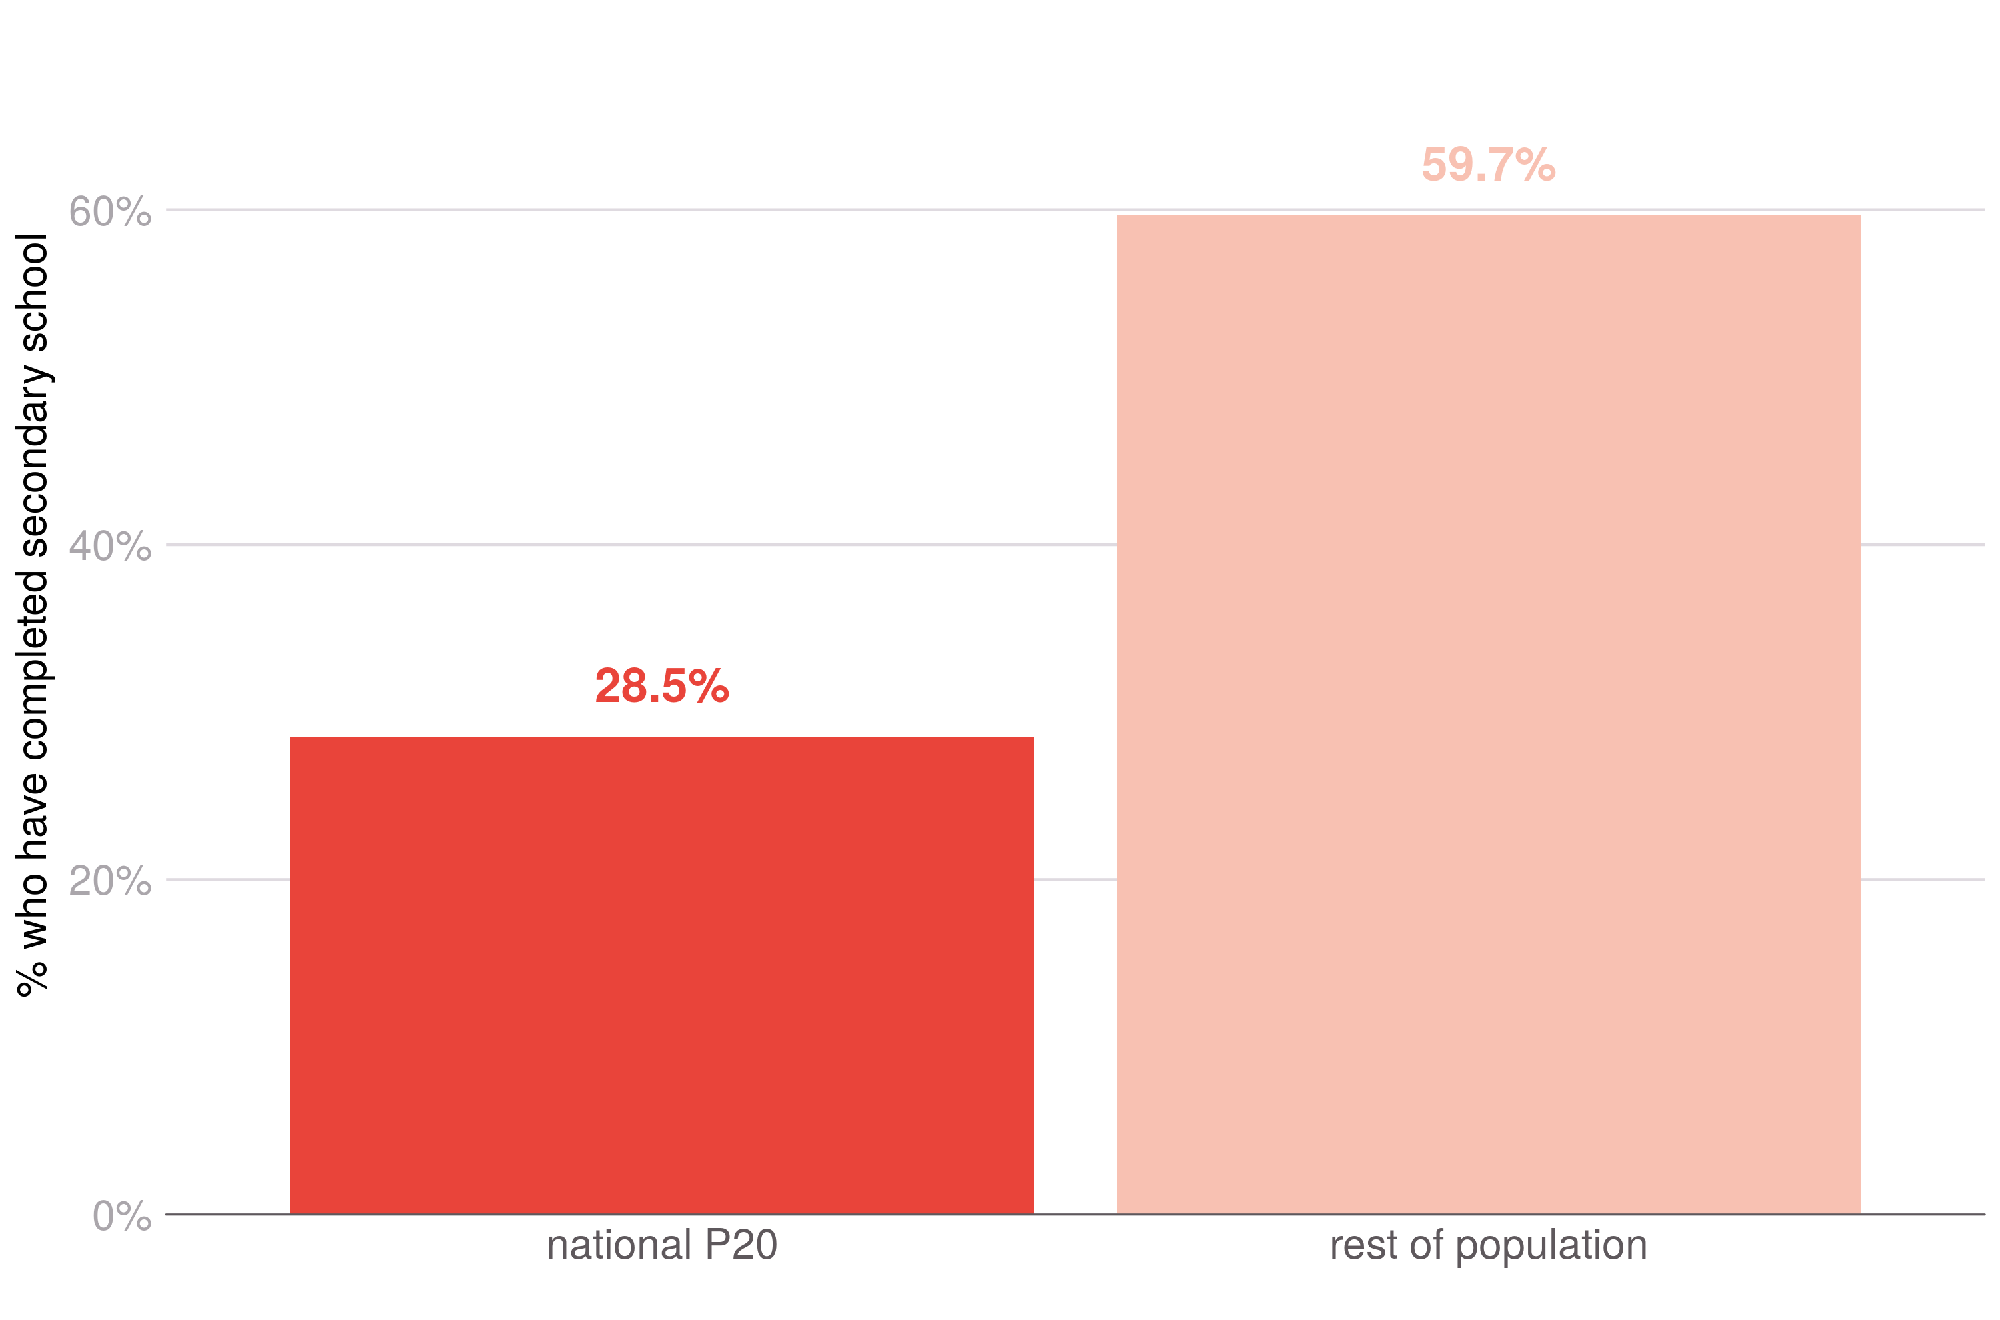 % who have completed secondary school
60%
40%
20%
0%
59.7%
28.5%
national P20
rest of population